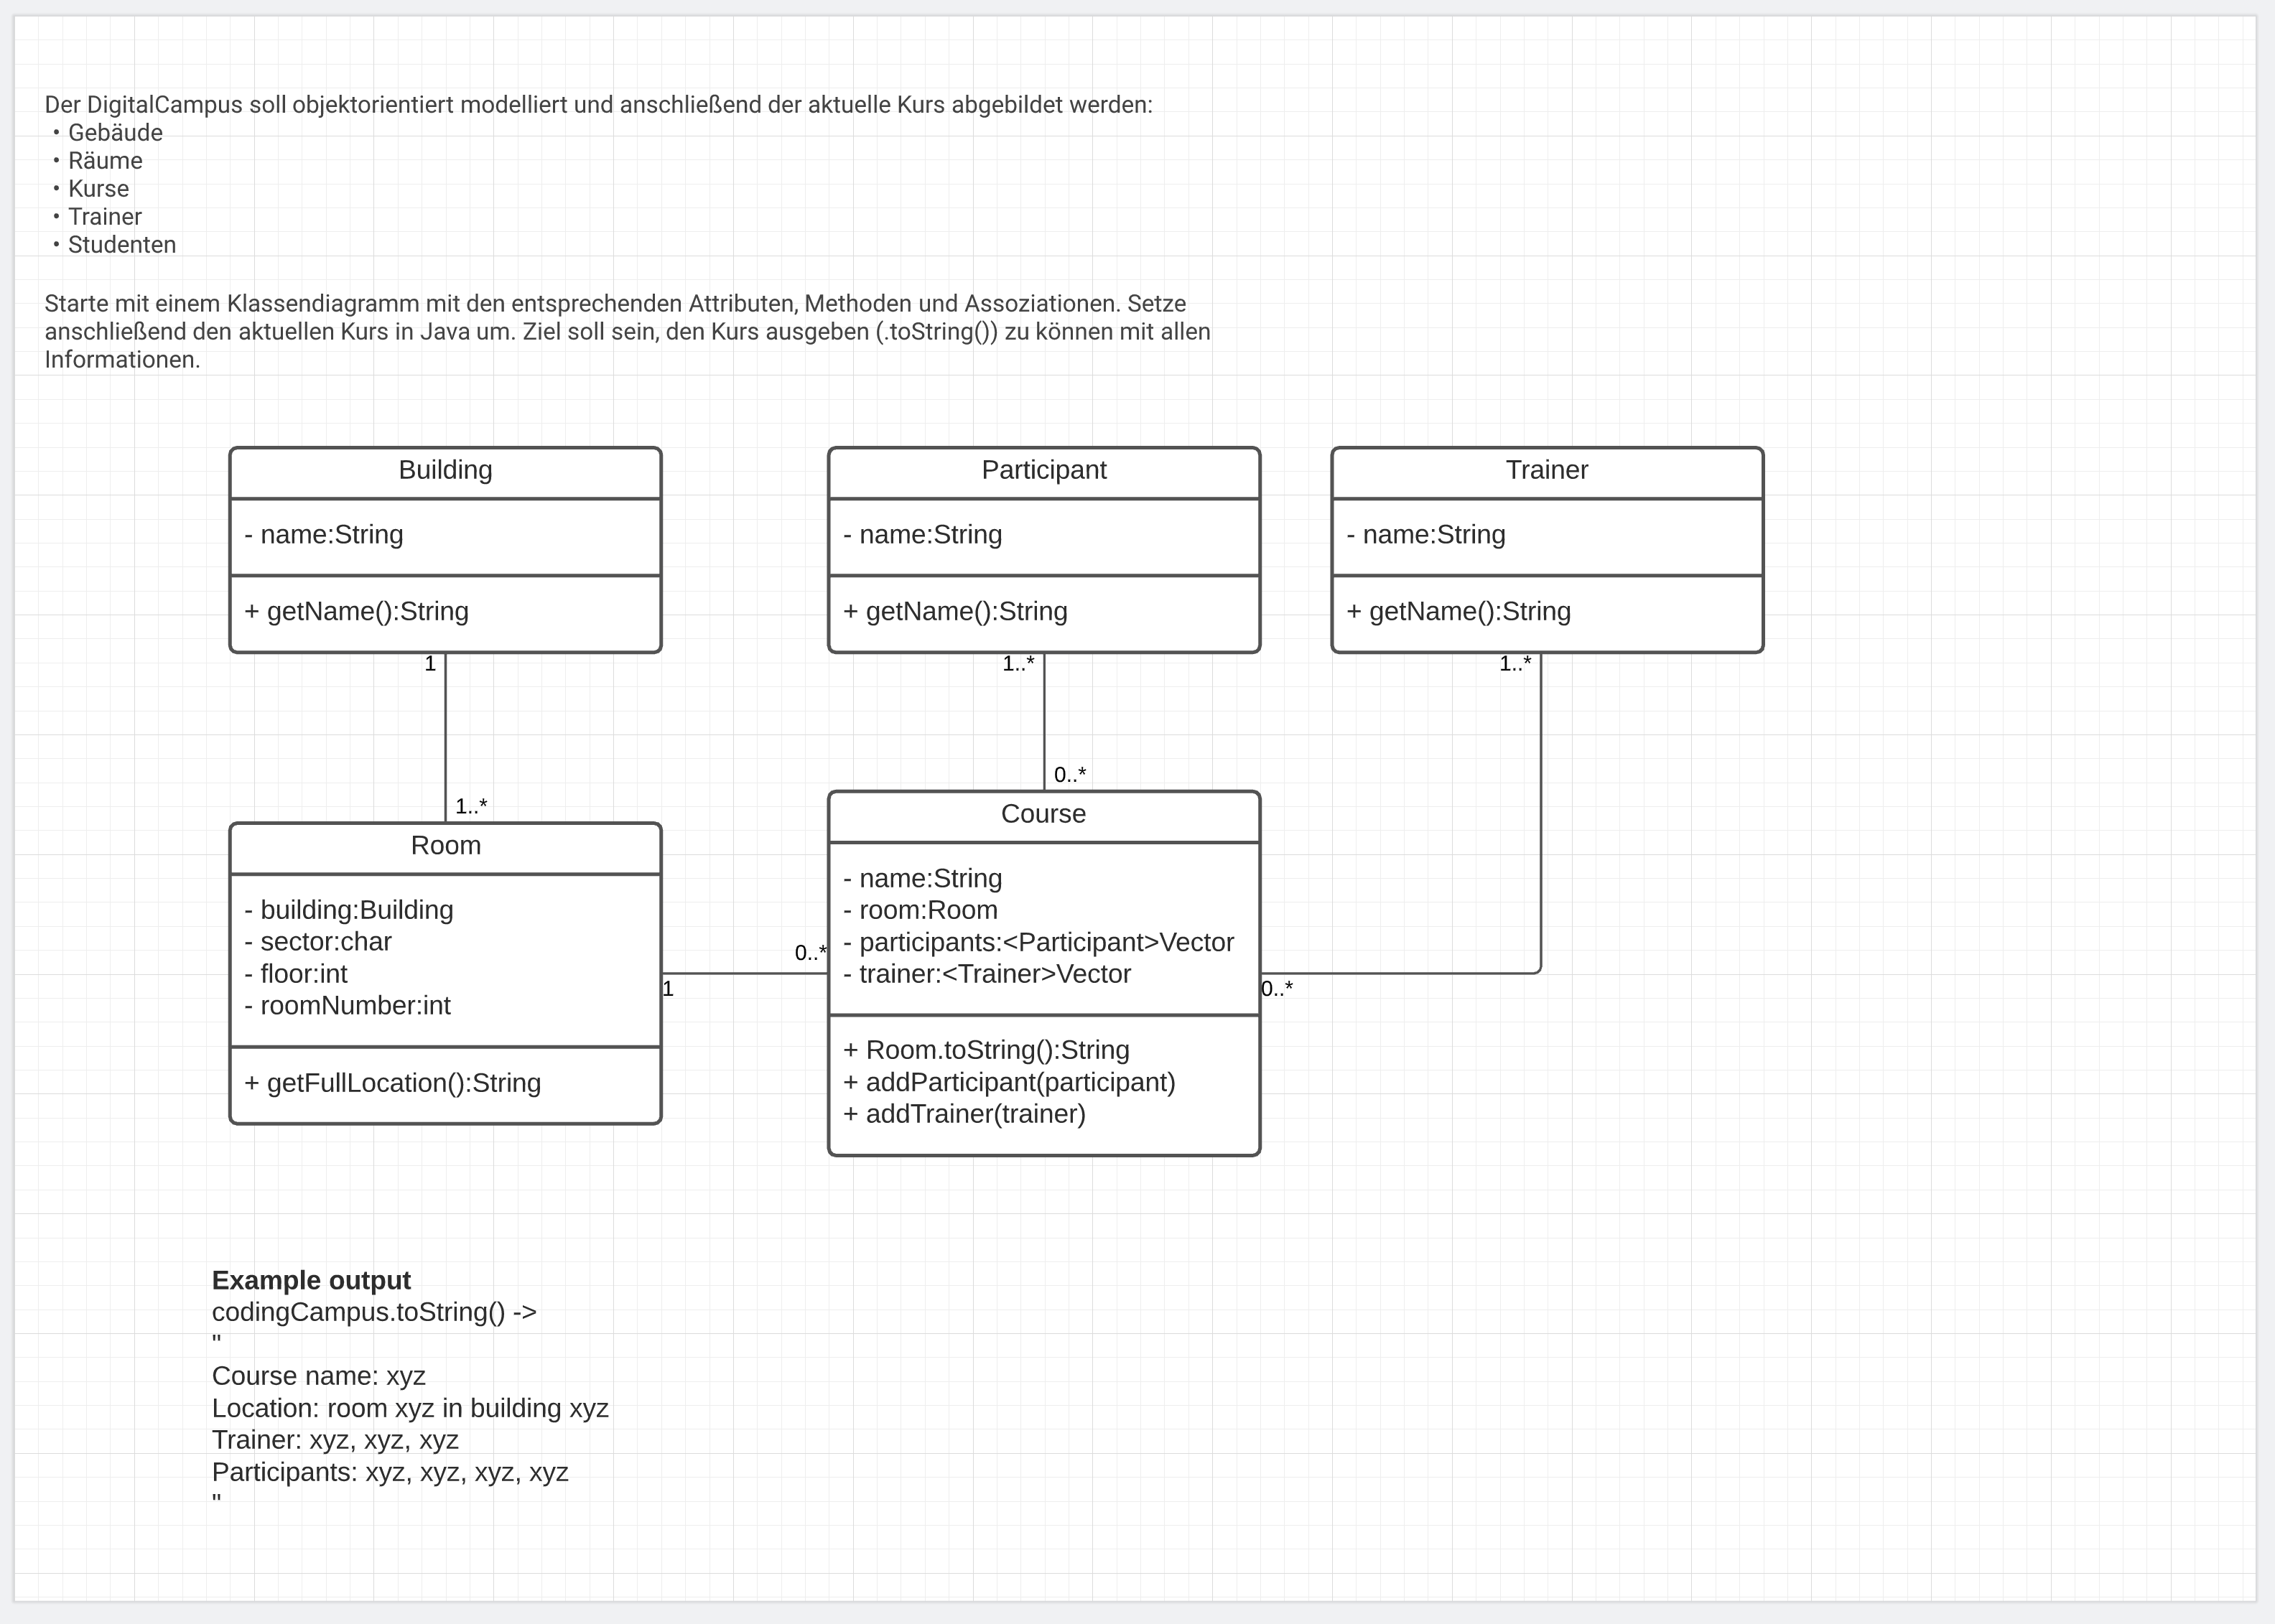 Der DigitalCampus soll objektorientiert modelliert und anschließend der aktuelle Kurs abgebildet werden:
• Gebäude
• Räume
• Kurse
• Trainer
• Studenten
Starte mit einem Klassendiagramm mit den entsprechenden Attributen, Methoden und Assoziationen. Setze
anschließend den aktuellen Kurs in Java um. Ziel soll sein, den Kurs ausgeben (.toString()) zu können mit allen
Informationen.
Building
- name:String
+ getName():String
Participant
- name:String
+ getName():String
Trainer
- name:String
+ getName():String
1
1..*
1..*
1..*
0..*
Room
- building:Building
- sector:char
- floor:int
- roomNumber:int
+ getFullLocation():String
0..*
1
Course
- name:String
- room:Room
- participants:<Participant>Vector
- trainer:<Trainer>Vector
+ Room.toString():String
+ addParticipant(participant)
+ addTrainer(trainer)
0..*
Example output
codingCampus.toString() ->
"
Course name: xyz
Location: room xyz in building xyz
Trainer: xyz, xyz, xyz
Participants: xyz, xyz, xyz, xyz
"